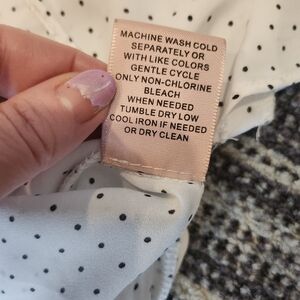 MACHINE WASH COLD
SEPARATELY OR
WITH LIKE COLORS
GENTLE CYCLE
ONLY NON-CHLORINE
BLEACH
WHEN NEEDED
TUMBLE DRY LOW
COOL IRON IF NEEDED
OR DRY CLEAN